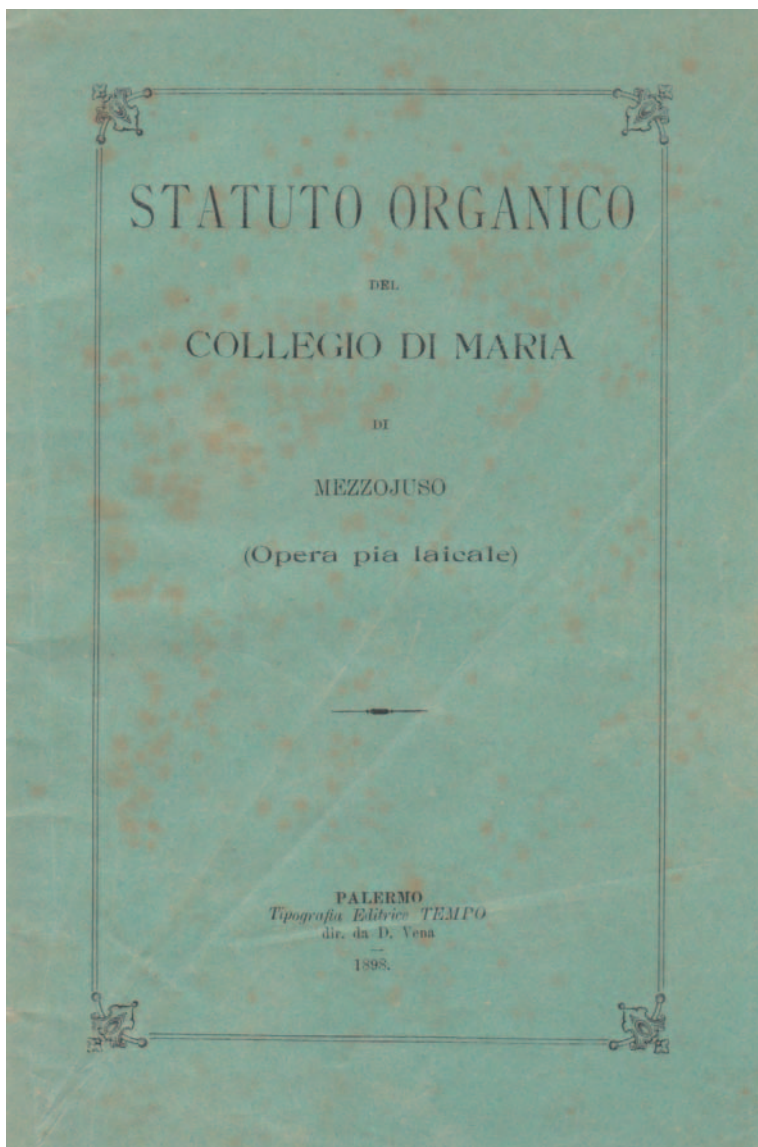 STATUTO ORGANICO
DEL
COLLEGIO DI MARIA
DI
MEZZOJUSO
(Opera pia laicale)
PALERMO
Tipografia Editrice TEMPO
dir. da D. Vena
1898.